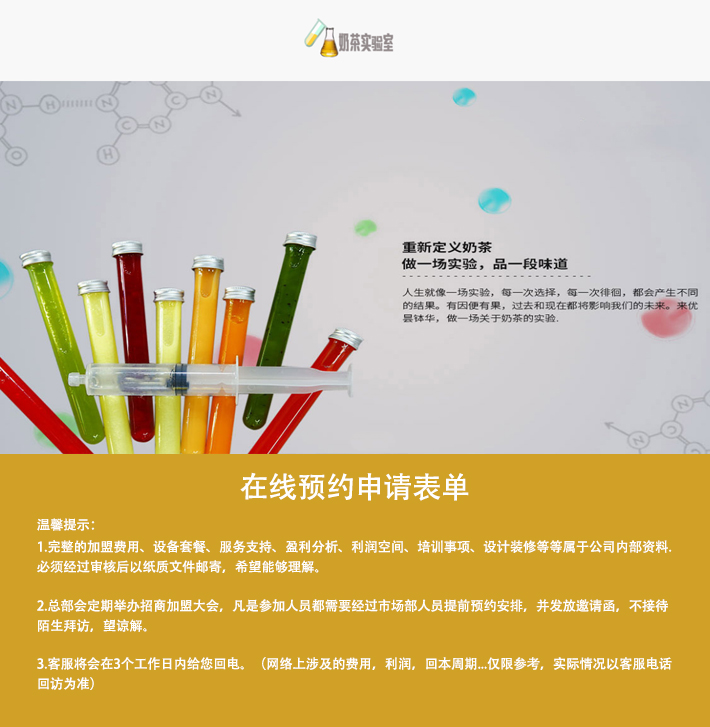 奶茶实验室
重新定义奶茶
做一场实验，品一段味道
人生就像一场实验，每一次选择，每一次徘徊，都会产生不同
的结果。有因便有果，过去和现在都将影响我们的未来。来优
昙钵华，做一场关于奶茶的实验.
在线预约申请表单
温馨提示：
1.完整的加盟费用、设备套餐、服务支持、盈利分析、利润空间、培训事项、设计装修等等属于公司内部资料.
必须经过审核后以纸质文件邮寄，希望能够理解。
2.总部会定期举办招商加盟大会，凡是参加人员都需要经过市场部人员提前预约安排，并发放邀请函，不接待
陌生拜访，望谅解。
3.客服将会在3个工作日内给您回电。（网络上涉及的费用，利润，回本周期...仅限参考，实际情况以客服电话
回访为准）